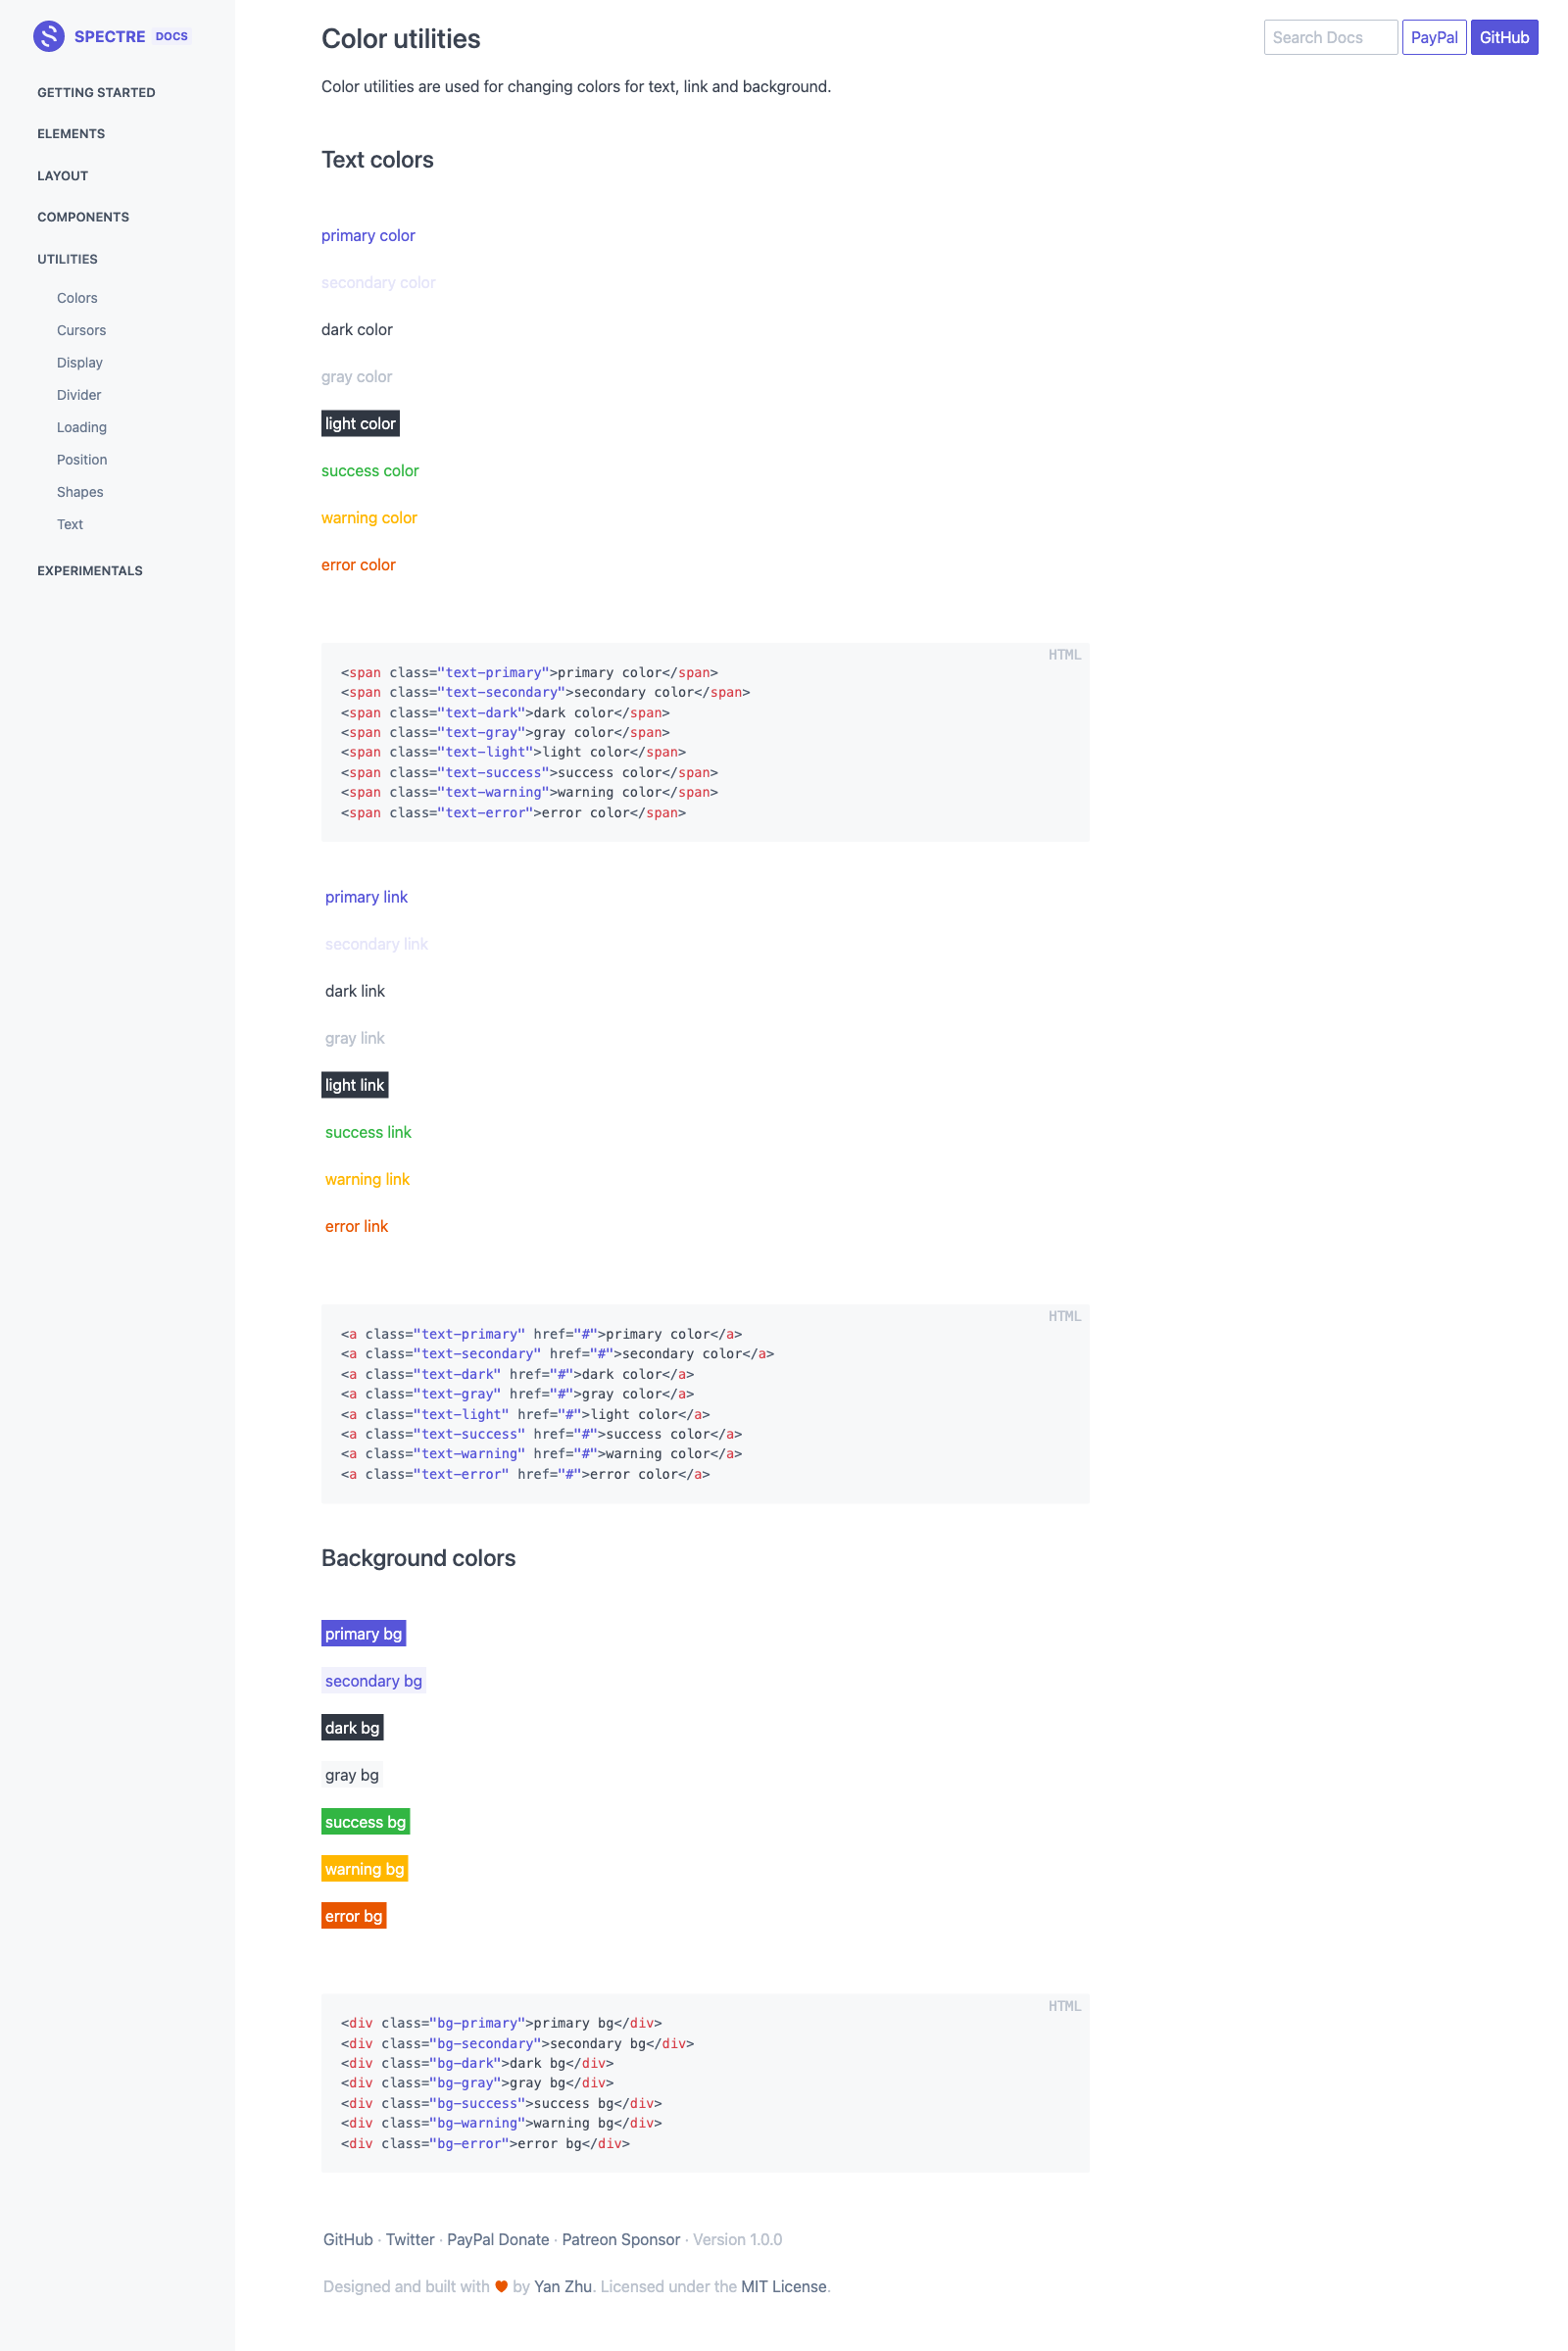 SPECTRE DOCS
GETTING STARTED
ELEMENTS
LAYOUT
COMPONENTS
UTILITIES
Colors
Cursors
Display
Divider
Loading
Position
Shapes
Text
EXPERIMENTALS
Color utilities
Search Docs
PayPal
GitHub
Color utilities are used for changing colors for text, link and background.
Text colors
primary color
secondary color
dark color
gray color
light color
success color
warning color
error color
HTML
<span class="text-primary">primary color</span>
<span class="text-secondary">secondary color</span>
<span class="text-dark">dark color</span>
<span class="text-gray">gray color</span>
<span class="text-light">light color</span>
<span class="text-success">success color</span>
<span class="text-warning">warning color</span>
<span class="text-error">error color</span>
primary link
secondary link
dark link
gray link
light link
success link
warning link
error link
HTML
<a class="text-primary" href="#">primary color</a>
<a class="text-secondary" href="#">secondary color</a>
<a class="text-dark" href="#">dark color</a>
<a class="text-gray" href="#">gray color</a>
<a class="text-light" href="#">light color</a>
<a class="text-success" href="#">success color</a>
<a class="text-warning" href="#">warning color</a>
<a class="text-error" href="#">error color</a>
Background colors
primary bg
secondary bg
dark bg
gray bg
success bg
warning bg
error bg
HTML
<div class="bg-primary">primary bg</div>
<div class="bg-secondary">secondary bg</div>
<div class="bg-dark">dark bg</div>
<div class="bg-gray">gray bg</div>
<div class="bg-success">success bg</div>
<div class="bg-warning">warning bg</div>
<div class="bg-error">error bg</div>
GitHub · Twitter · PayPal Donate · Patreon Sponsor · Version 1.0.0
Designed and built with ♥ by Yan Zhu. Licensed under the MIT License.